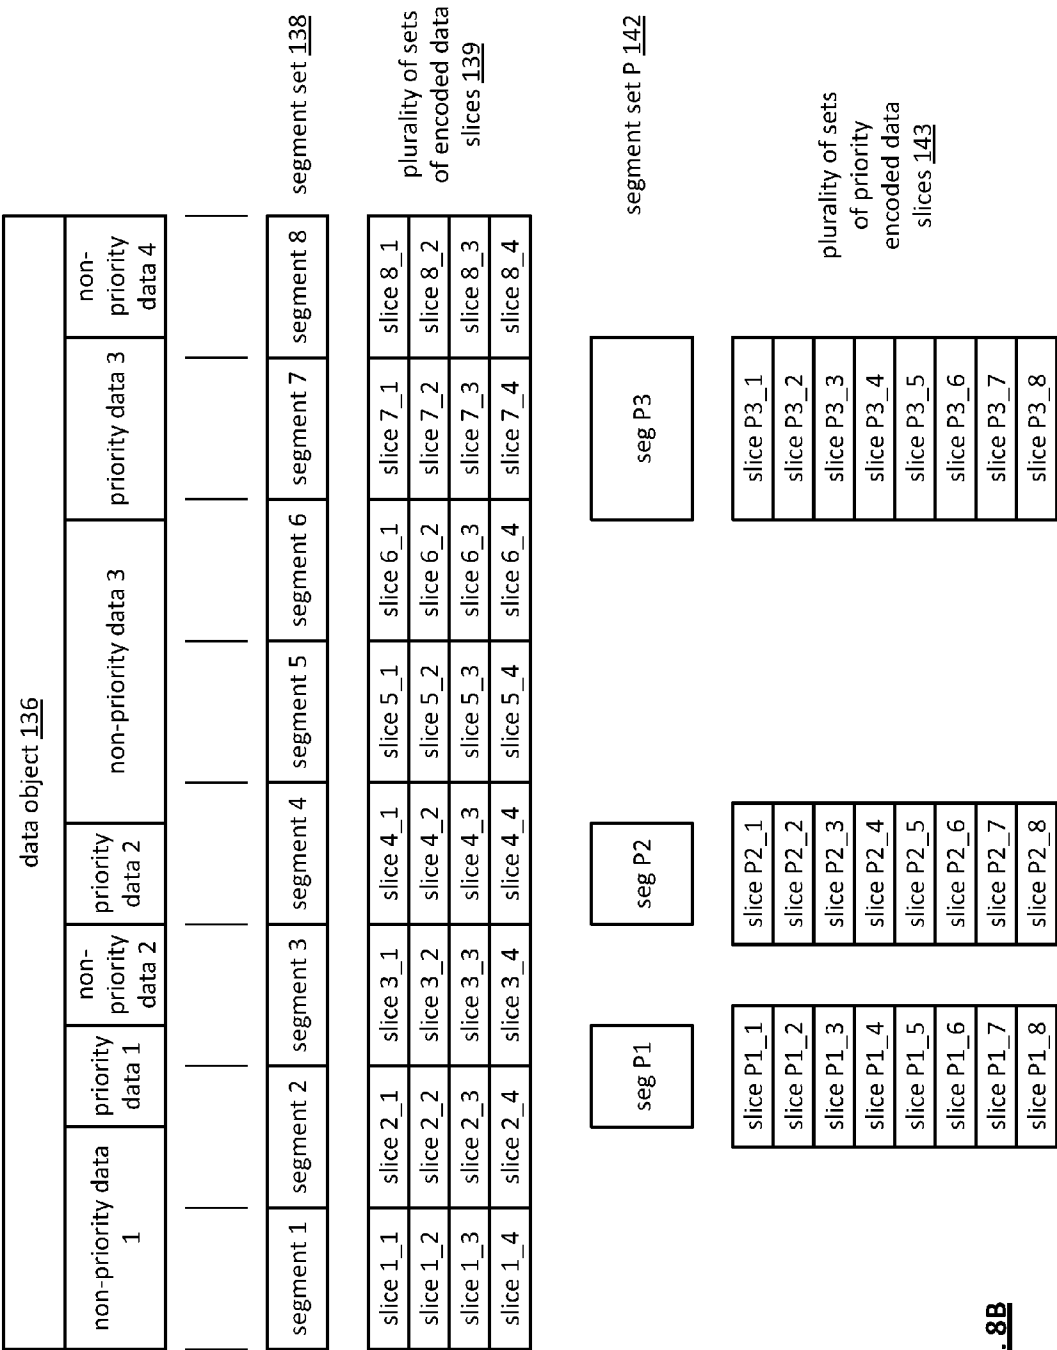 data object 136
non-priority data
1
priority
data 1
non-
priority
data 2
priority
data 2
non-priority data 3
priority data 3
non-
priority
data 4
segment 1
segment 2
segment 3
segment 4
segment 5
segment 6
segment 7
segment 8
segment set 138
slice 1_1
slice 2_1
slice 3_1
slice 4_1
slice 5_1
slice 6_1
slice 7_1
slice 8_1
slice 1_2
slice 2_2
slice 3_2
slice 4_2
slice 5_2
slice 6_2
slice 7_2
slice 8_2
slice 1_3
slice 2_3
slice 3_3
slice 4_3
slice 5_3
slice 6_3
slice 7_3
slice 8_3
slice 1_4
slice 2_4
slice 3_4
slice 4_4
slice 5_4
slice 6_4
slice 7_4
slice 8_4
plurality of sets
of encoded data
slices 139
seg P1
seg P2
seg P3
segment set P 142
slice P1_1
slice P2_1
slice P3_1
slice P1_2
slice P2_2
slice P3_2
slice P1_3
slice P2_3
slice P3_3
slice P1_4
slice P2_4
slice P3_4
slice P1_5
slice P2_5
slice P3_5
slice P1_6
slice P2_6
slice P3_6
slice P1_7
slice P2_7
slice P3_7
slice P1_8
slice P2_8
slice P3_8
plurality of sets
of priority
encoded data
slices 143
. 8B